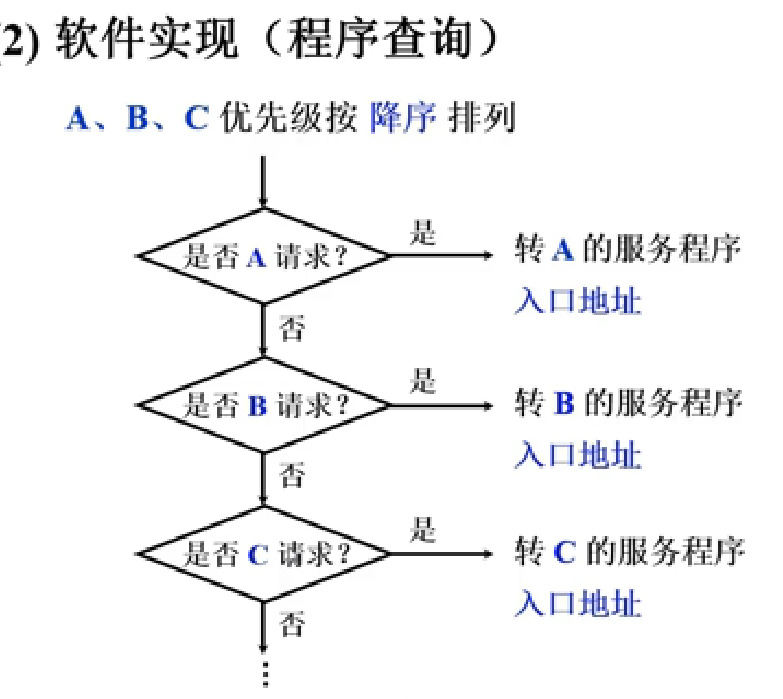 2) 软件实现（程序查询）
A、B、C 优先级按 降序 排列
是否 A 请求？
是
转 A 的服务程序
入口地址
否
是否 B 请求？
是
转 B 的服务程序
入口地址
否
是否 C 请求？
是
转 C 的服务程序
入口地址
否
⋮